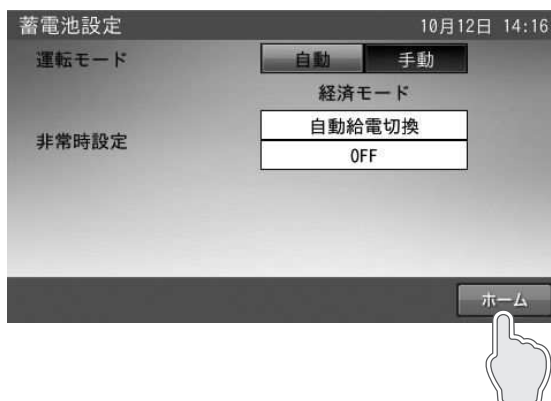 蓄電池設定 10月12日 14:16
運転モード 自動 手動
経済モード
非常時設定 自動給電切換
OFF
ホーム